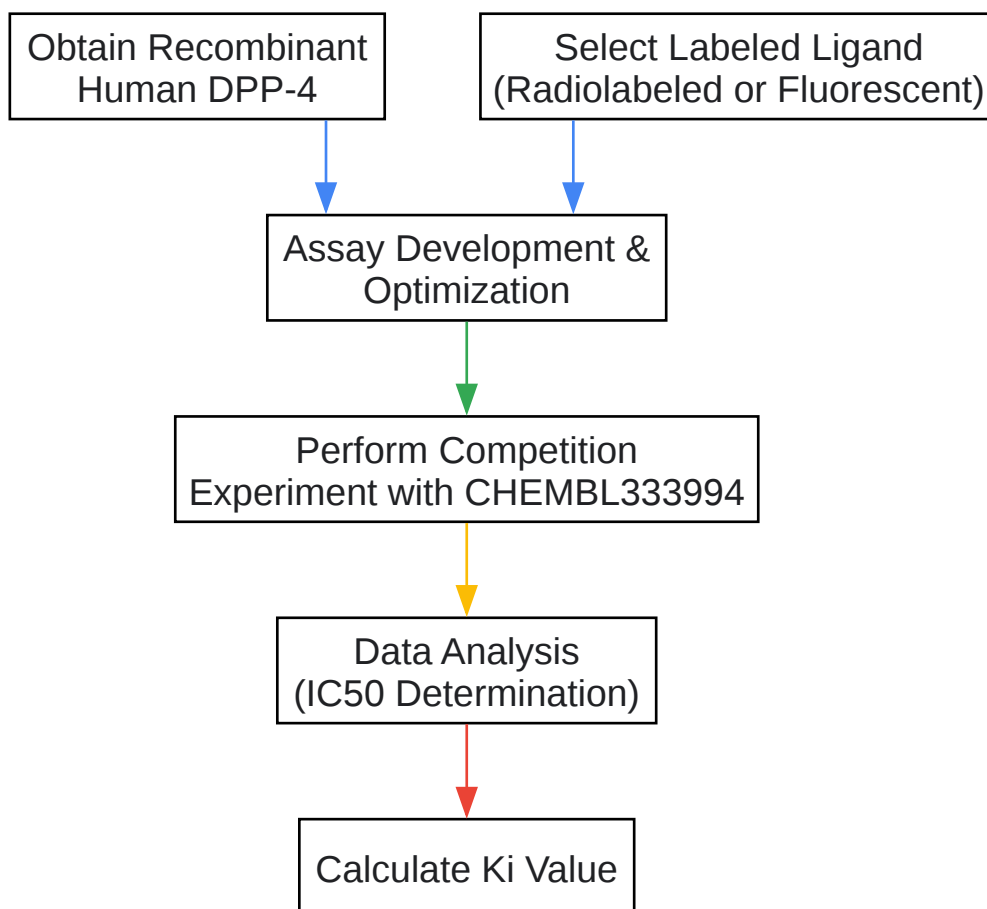 Obtain Recombinant
Human DPP-4
Select Labeled Ligand
(Radiolabeled or Fluorescent)
Assay Development &
Optimization
Perform Competition
Experiment with CHEMBL333994
Data Analysis
(IC50 Determination)
Calculate Ki Value